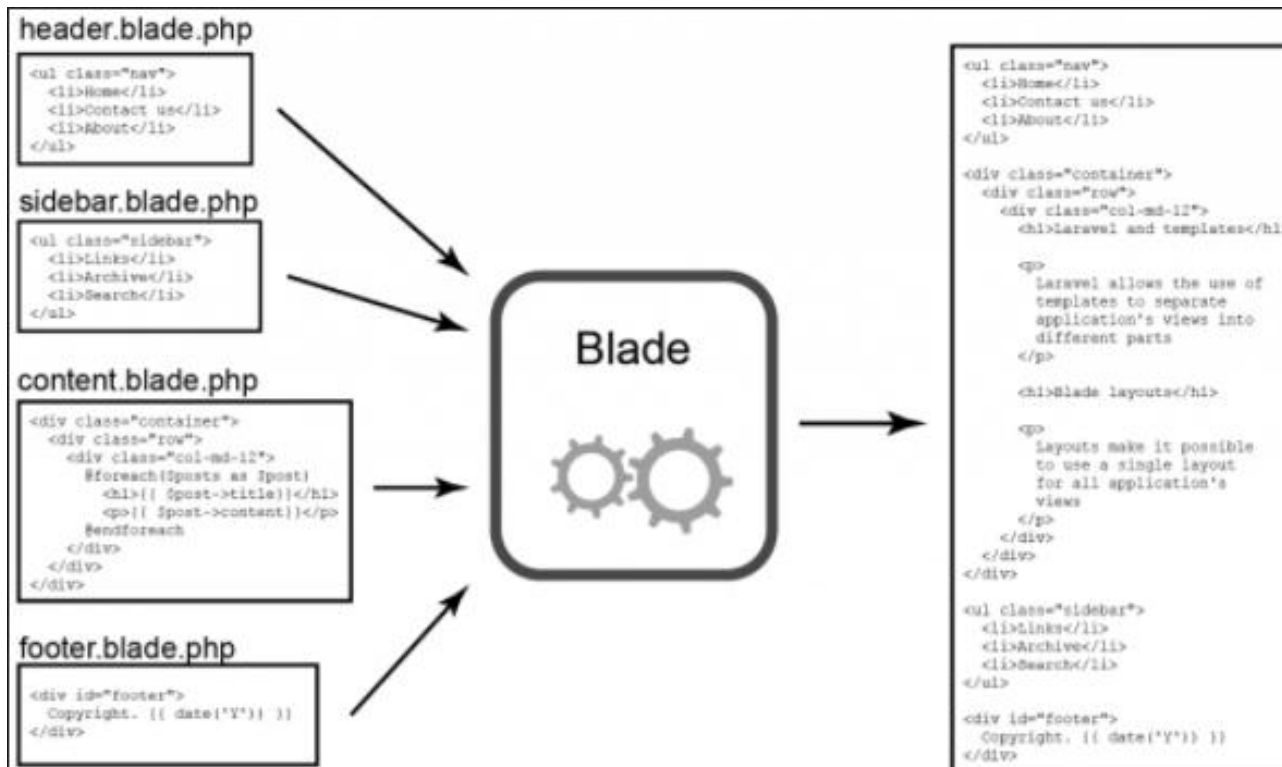 header.blade.php
<ul class="nav">
<li>Home</li>
<li>Contact us</li>
<li>About</li>
</ul>
sidebar.blade.php
<ul class="sidebar">
<li>Links</li>
<li>Archive</li>
<li>Search</li>
</ul>
content.blade.php
<div class="container">
<div class="row">
<div class="col-md-12">
@foreach($posts as $post)
<h1>{{ $post->title}}</h1>
<p>{{ $post->content}}</p>
@endforeach
</div>
</div>
</div>
footer.blade.php
<div id="footer">
Copyright. {{ date('Y')) }}
</div>
Blade
<ul class="nav">
<li>Home</li>
<li>Contact us</li>
<li>About</li>
</ul>
<div class="container">
<div class="row">
<div class="col-md-12">
<h1>Laravel and templates</h1
<p>
Laravel allows the use of
templates to separate
application's views into
different parts
</p>
<h1>Blade layouts</h1>
<p>
Layouts make it possible
to use a single layout
for all application's
views
</p>
</div>
</div>
</div>
<ul class="sidebar">
<li>Links</li>
<li>Archive</li>
<li>Search</li>
</ul>
<div id="footer">
Copyright. {{ date('Y')) }}
</div>